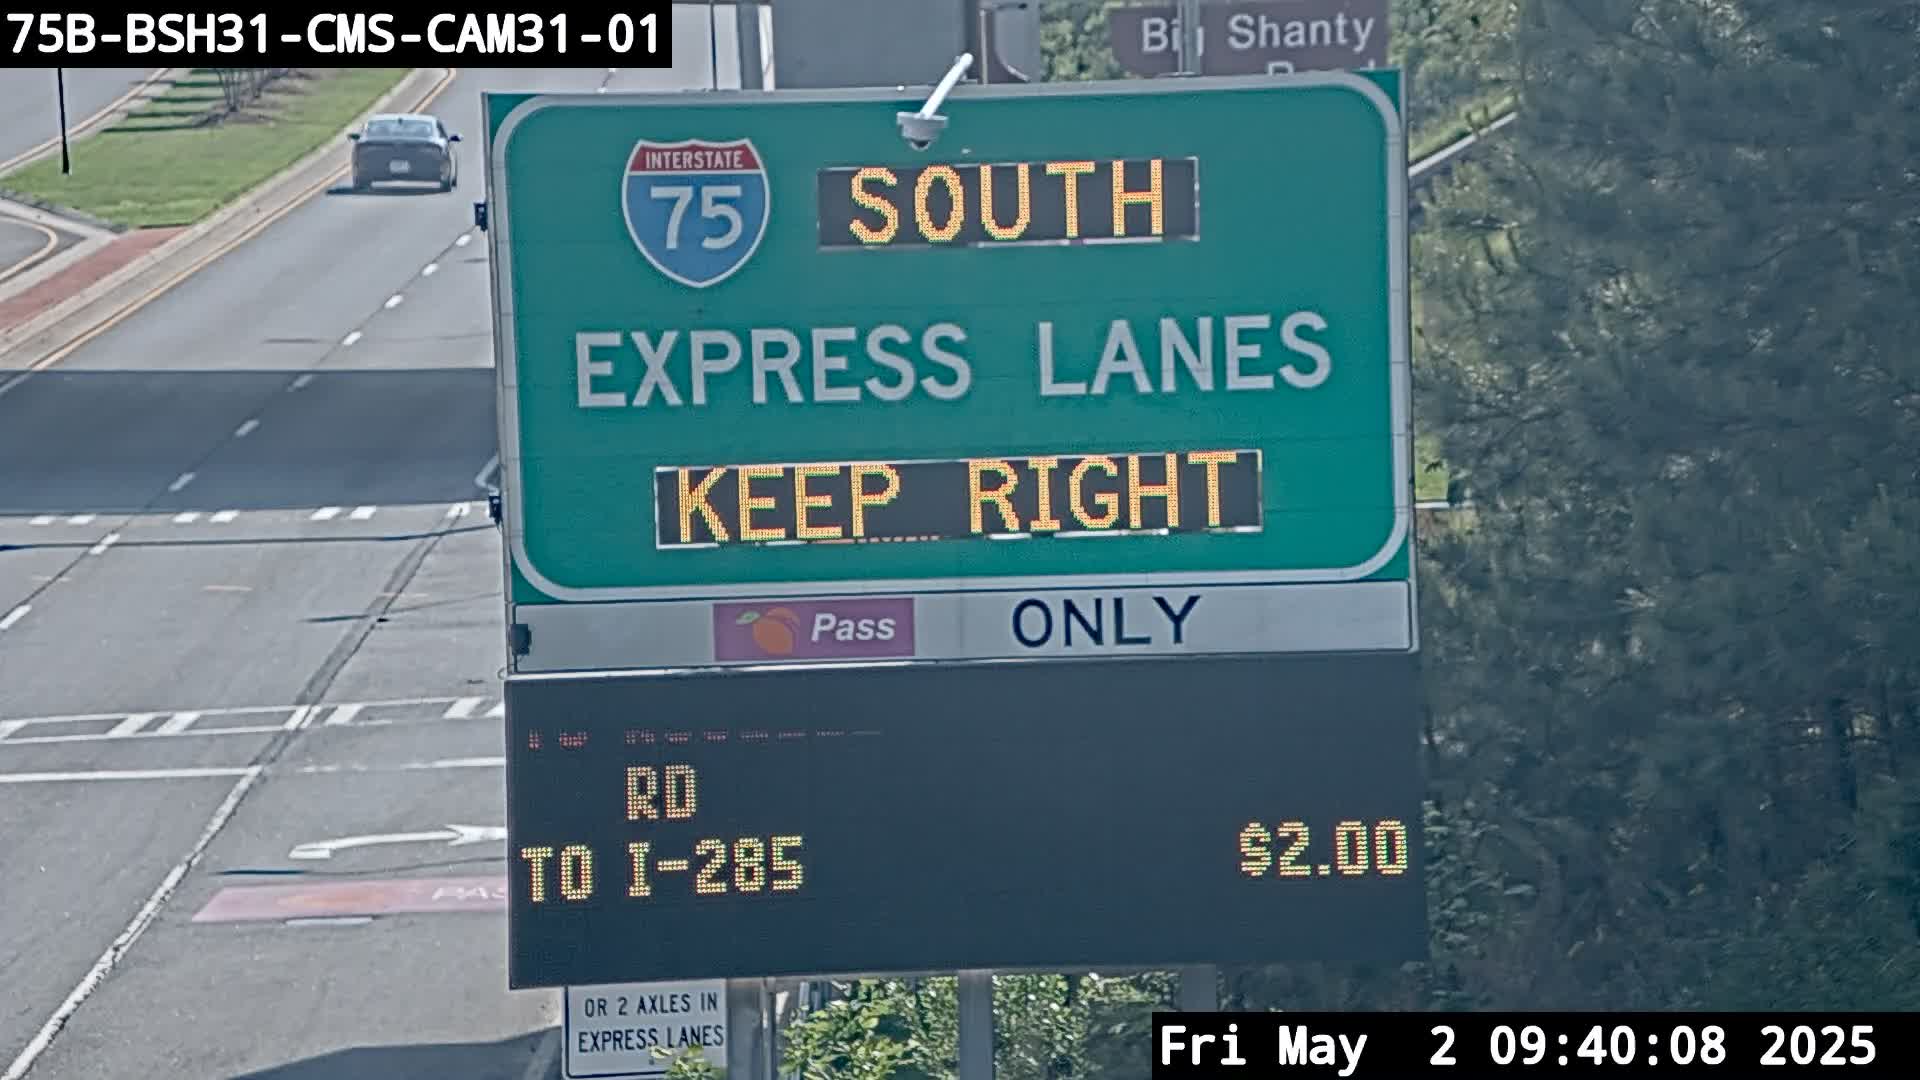 75B-BSH31-CMS-CAM31-01
Shanty
INTERSTATE
75 SOUTH
EXPRESS LANES
KEEP RIGHT
Pass ONLY
RD
TO I-285 $2.00
PAS
OR 2 AXLES IN
EXPRESS LANES
Fri May 2 09:40:08 2025